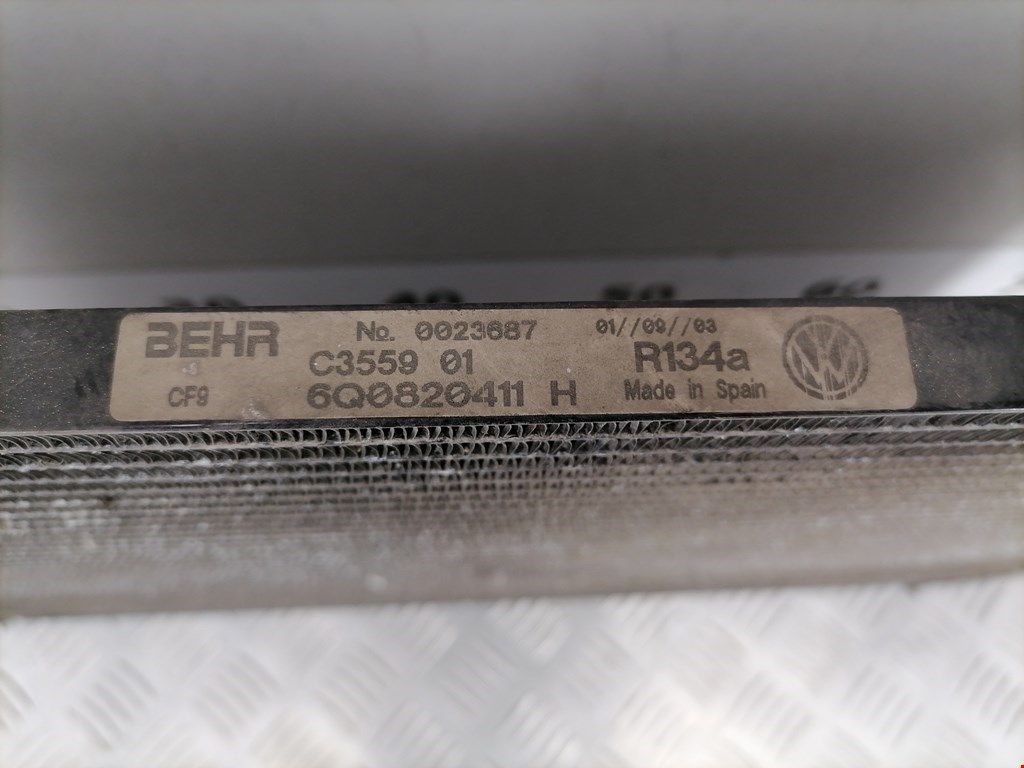 BEHR No. 0023687 01//09//03
C3559 01 R134a
CF9 6Q0820411 H Made in Spain